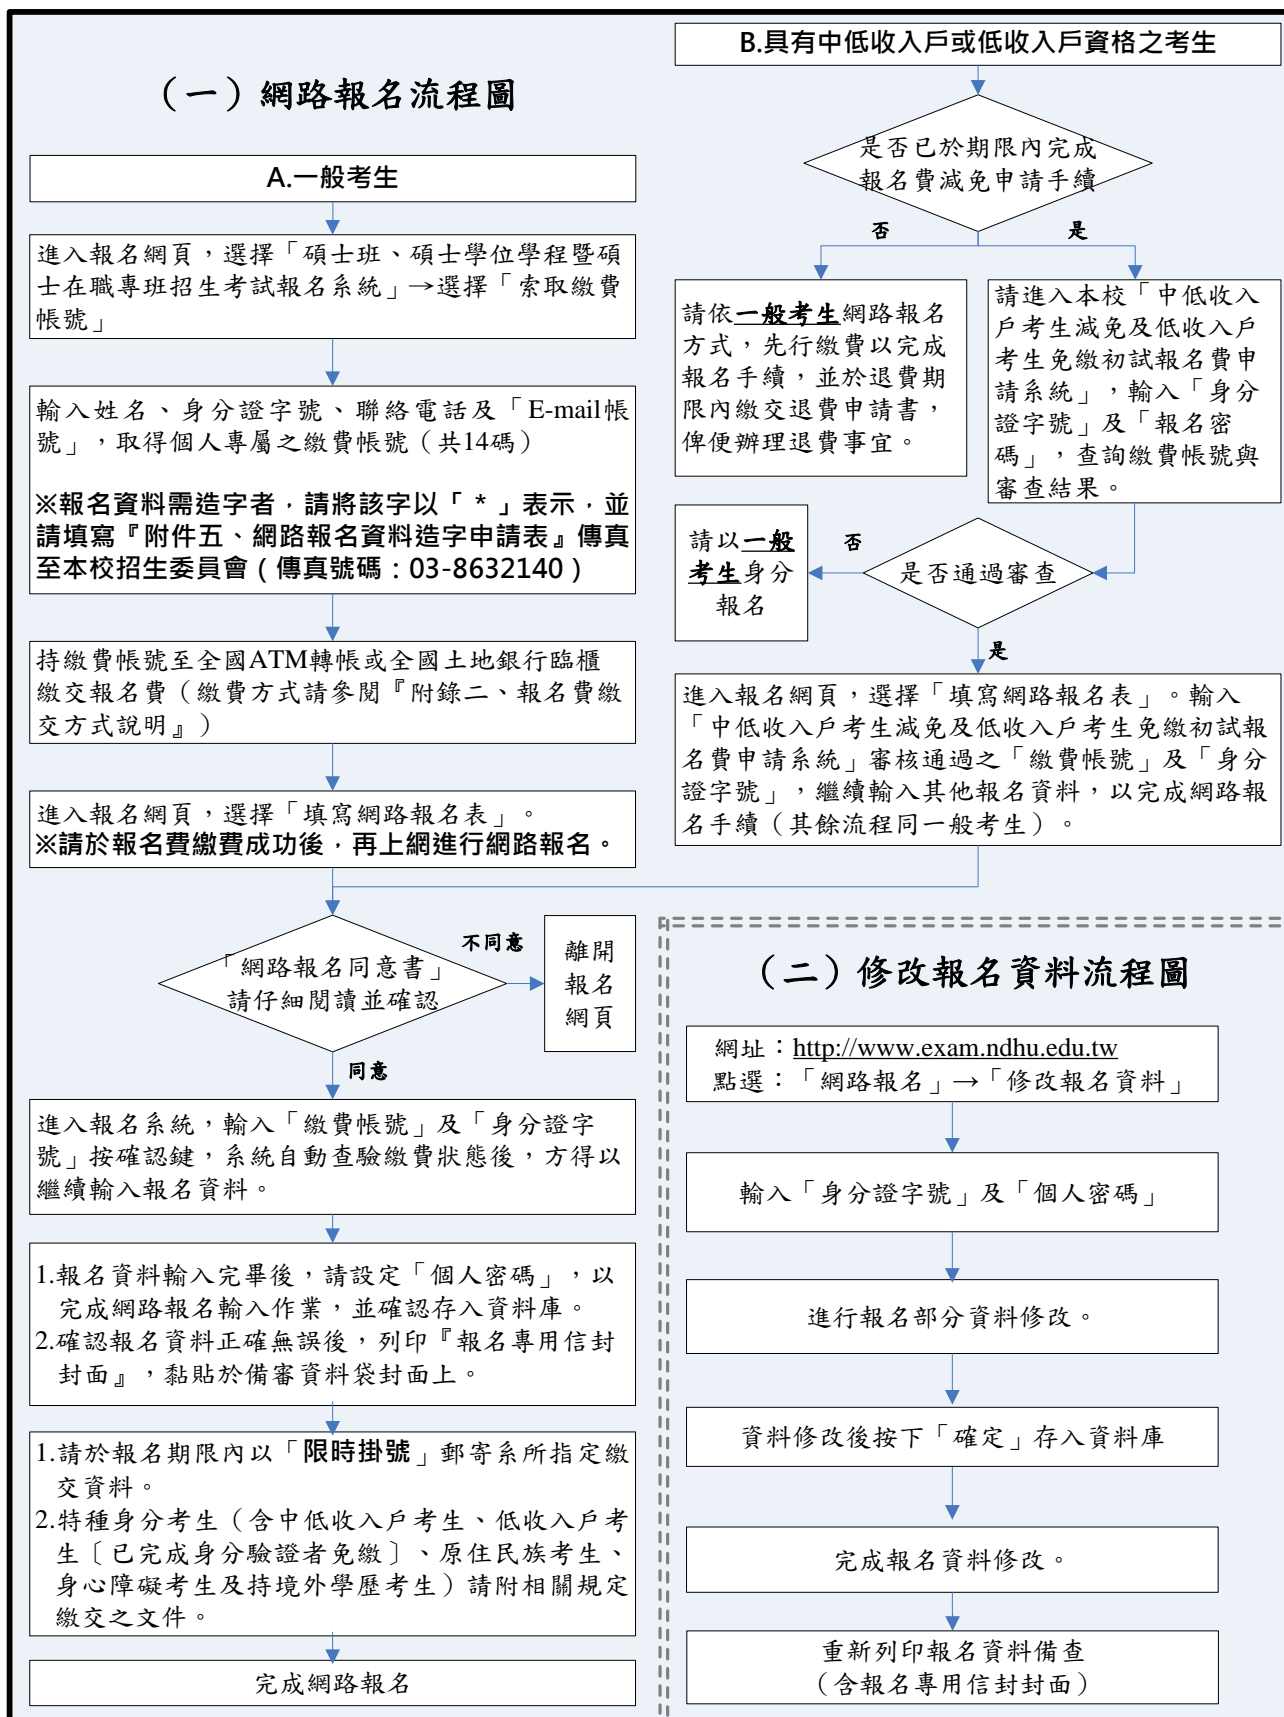 （一）網路報名流程圖
A.一般考生
進入報名網頁，選擇「碩士班、碩士學位學程暨碩
士在職專班招生考試報名系統」→選擇「索取繳費
帳號」
輸入姓名、身分證字號、聯絡電話及「E-mail帳
號」，取得個人專屬之繳費帳號（共14碼）
※報名資料需造字者，請將該字以「 * 」表示，並
請填寫『附件五、網路報名資料造字申請表』傳真
至本校招生委員會（傳真號碼：03-8632140）
持繳費帳號至全國ATM轉帳或全國土地銀行臨櫃
繳交報名費（繳費方式請參閱『附錄二、報名費繳
交方式說明』）
進入報名網頁，選擇「填寫網路報名表」。
※請於報名費繳費成功後，再上網進行網路報名。
「網路報名同意書」
請仔細閱讀並確認
不同意
離開
報名
網頁
同意
進入報名系統，輸入「繳費帳號」及「身分證字
號」按確認鍵，系統自動查驗繳費狀態後，方得以
繼續輸入報名資料。
1.報名資料輸入完畢後，請設定「個人密碼」，以
完成網路報名輸入作業，並確認存入資料庫。
2.確認報名資料正確無誤後，列印『報名專用信封
封面』，黏貼於備審資料袋封面上。
1.請於報名期限內以「限時掛號」郵寄系所指定繳
交資料。
2.特種身分考生（含中低收入戶考生、低收入戶考
生〔已完成身分驗證者免繳〕、原住民族考生、
身心障礙考生及持境外學歷考生）請附相關規定
繳交之文件。
完成網路報名
B.具有中低收入戶或低收入戶資格之考生
是否已於期限內完成
報名費減免申請手續
否
是
請依一般考生網路報名
方式，先行繳費以完成
報名手續，並於退費期
限內繳交退費申請書，
俾便辦理退費事宜。
請進入本校「中低收入
戶考生減免及低收入戶
考生免繳初試報名費申
請系統」，輸入「身分
證字號」及「報名密
碼」，查詢繳費帳號與
審查結果。
是否通過審查
否
請以一般
考生身分
報名
是
進入報名網頁，選擇「填寫網路報名表」。輸入
「中低收入戶考生減免及低收入戶考生免繳初試報
名費申請系統」審核通過之「繳費帳號」及「身分
證字號」，繼續輸入其他報名資料，以完成網路報
名手續（其餘流程同一般考生）。
（二）修改報名資料流程圖
網址：http://www.exam.ndhu.edu.tw
點選：「網路報名」→「修改報名資料」
輸入「身分證字號」及「個人密碼」
進行報名部分資料修改。
資料修改後按下「確定」存入資料庫
完成報名資料修改。
重新列印報名資料備查
（含報名專用信封封面）